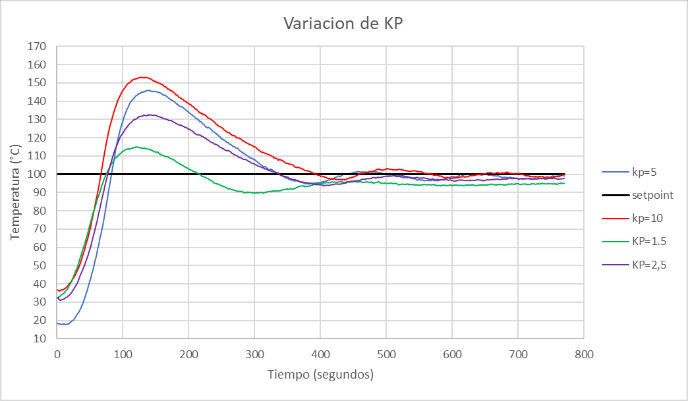 Variacion de KP
170
160
150
140
130
120
110
100
90
80
70
60
50
40
30
20
10
Temperatura (˚C)
0 100 200 300 400 500 600 700 800
Tiempo (segundos)
kp=5
setpoint
kp=10
KP=1.5
KP=2,5